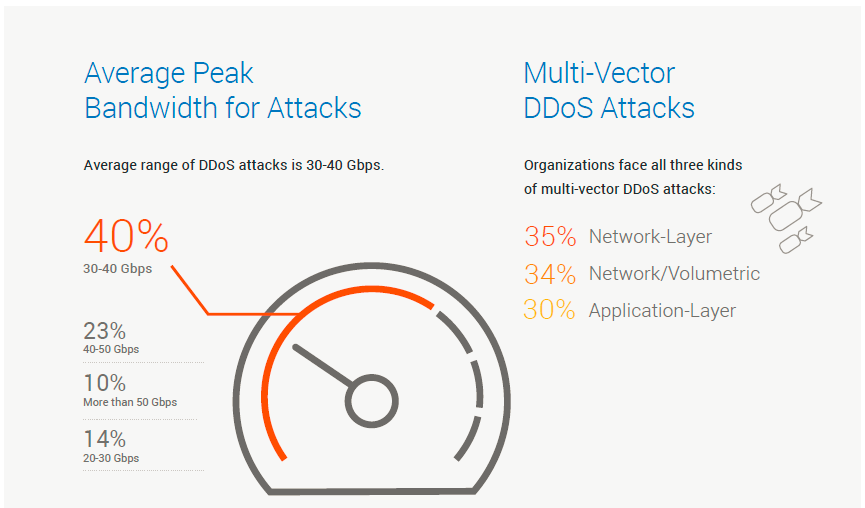 Average Peak
Bandwidth for Attacks
Average range of DDoS attacks is 30-40 Gbps.
40%
30-40 Gbps
23%
40-50 Gbps
10%
More than 50 Gbps
14%
20-30 Gbps
Multi-Vector
DDoS Attacks
Organizations face all three kinds
of multi-vector DDoS attacks:
35% Network-Layer
34% Network/Volumetric
30% Application-Layer